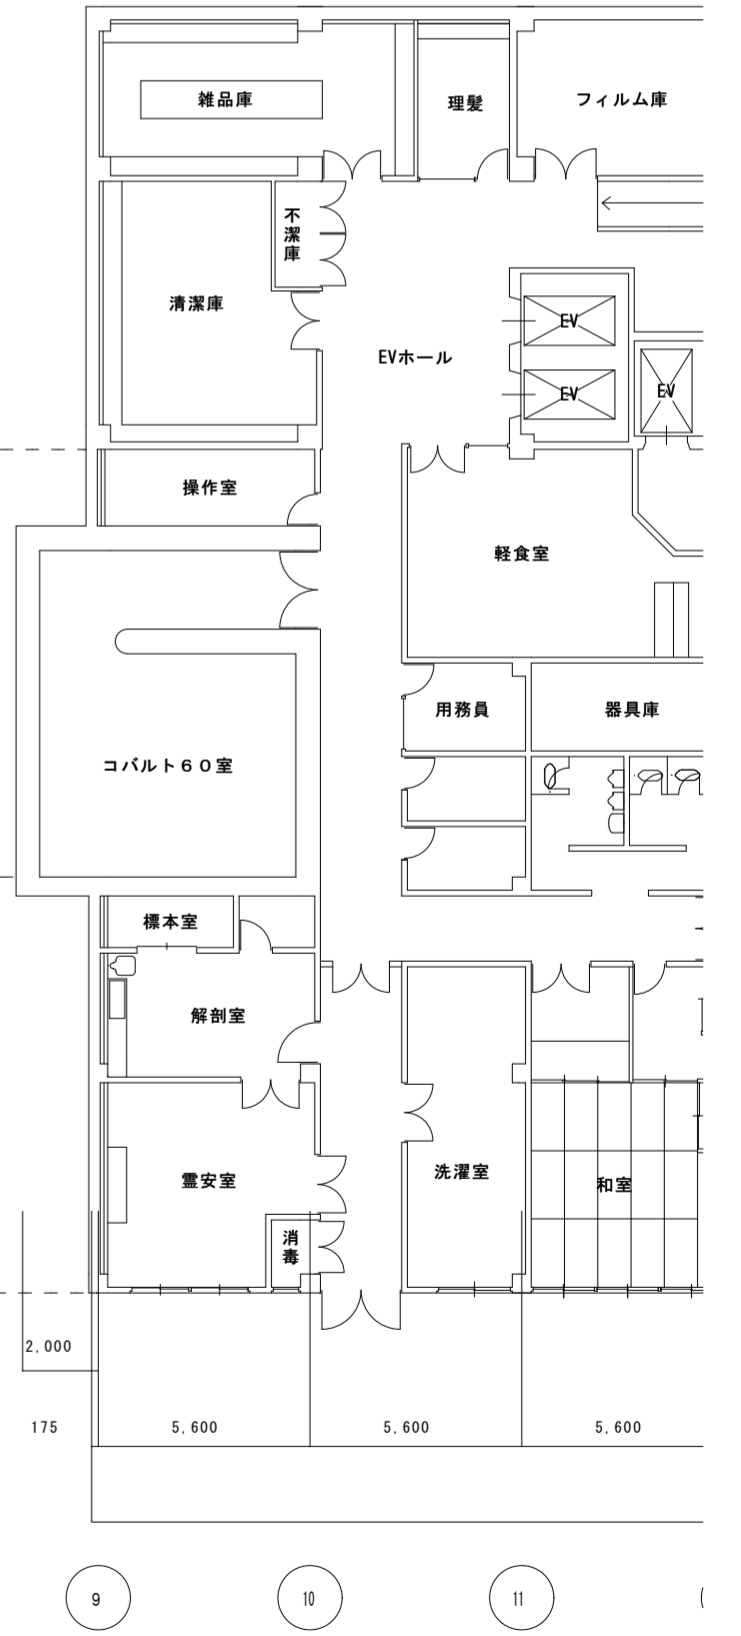 雑品庫
理髪
フィルム庫
不潔庫
清潔庫
EV
EVホール
EV
EV
操作室
軽食室
用務員
器具庫
コバルト60室
標本室
解剖室
洗濯室
霊安室
和室
消毒
2,000
175
5,600
5,600
5,600
9
10
11